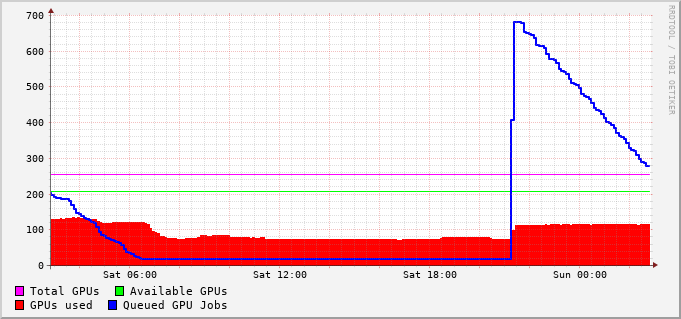 RRDTOOL / TOBI OETIKER
700
600
500
400
300
200
100
0
Sat 06:00 Sat 12:00 Sat 18:00 Sun 00:00
Total GPUs Available GPUs
GPUs used Queued GPU Jobs